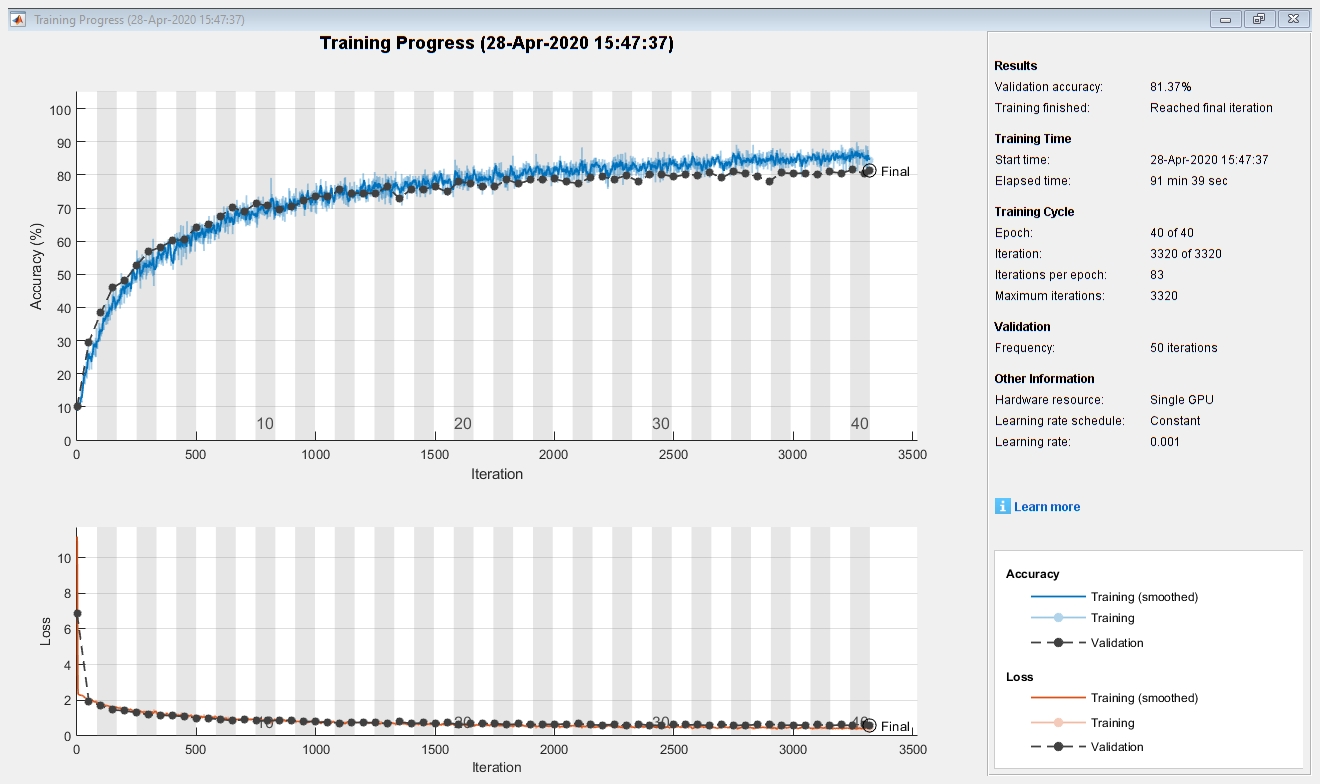 Training Progress (28-Apr-2020 15:47:37)
Training Progress (28-Apr-2020 15:47:37)
Accuracy (%)
100
90
80
70
60
50
40
30
20
10
0
Final
10 20 30 40
0 500 1000 1500 2000 2500 3000 3500
Iteration
Loss
10
8
6
4
2
0
10 20 30 40
Final
0 500 1000 1500 2000 2500 3000 3500
Iteration
Results
Validation accuracy: 81.37%
Training finished: Reached final iteration
Training Time
Start time: 28-Apr-2020 15:47:37
Elapsed time: 91 min 39 sec
Training Cycle
Epoch: 40 of 40
Iteration: 3320 of 3320
Iterations per epoch: 83
Maximum iterations: 3320
Validation
Frequency: 50 iterations
Other Information
Hardware resource: Single GPU
Learning rate schedule: Constant
Learning rate: 0.001
i Learn more
Accuracy
Training (smoothed)
Training
Validation
Loss
Training (smoothed)
Training
Validation